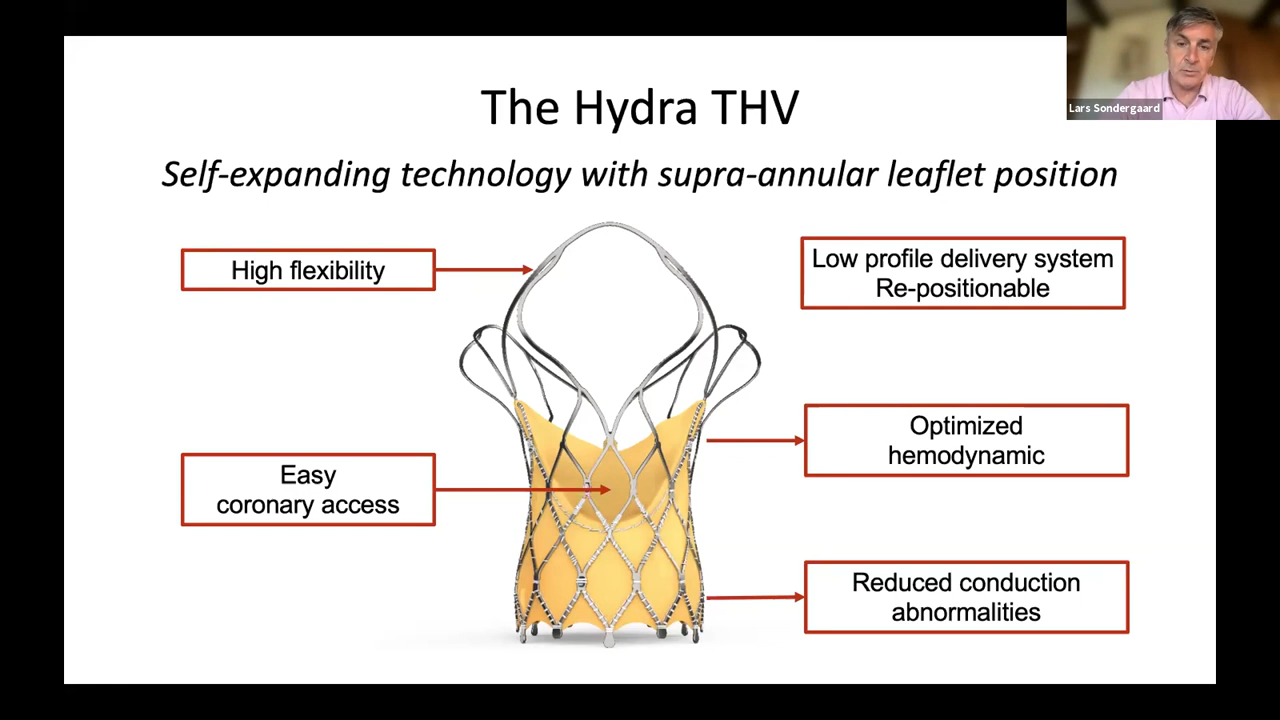 Lars Sondergaard
The Hydra THV
Self-expanding technology with supra-annular leaflet position
High flexibility
Low profile delivery system
Re-positionable
Easy
coronary access
Optimized
hemodynamic
Reduced conduction
abnormalities